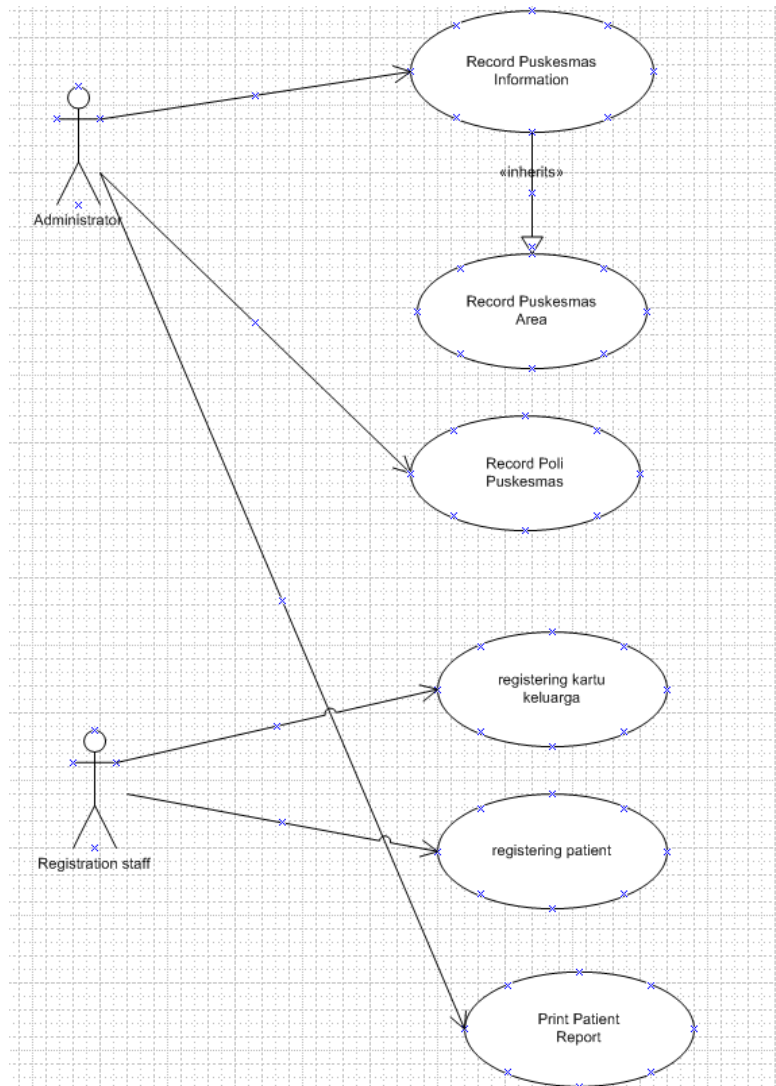 Record Puskesmas
Information
«inherits»
Administrator
Record Puskesmas
Area
Record Poli
Puskesmas
registering kartu
keluarga
registering patient
Registration staff
Print Patient
Report